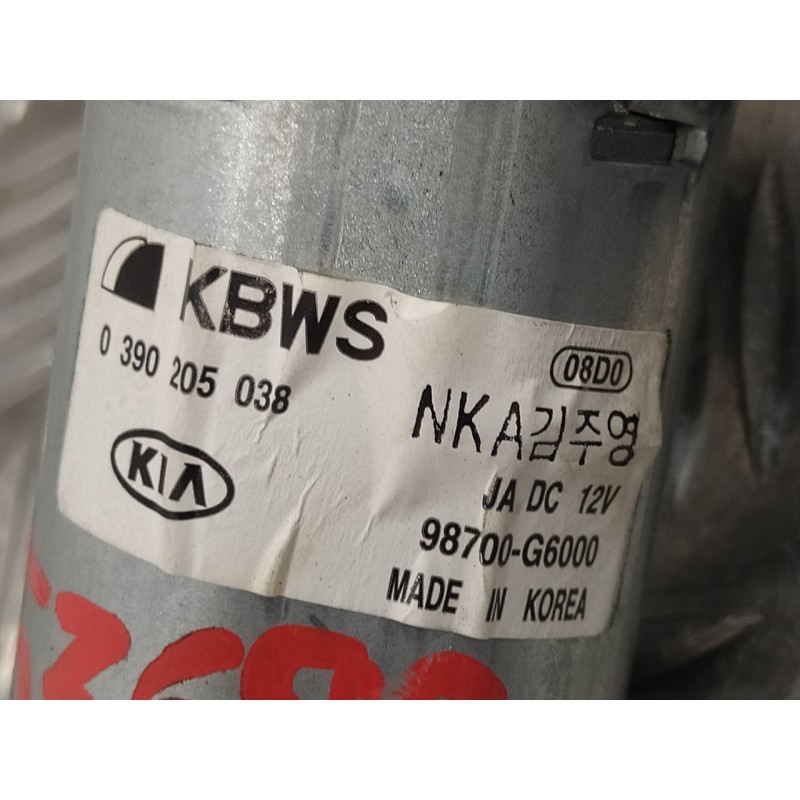 KBWS
0 390 205 038
08D0
NKA김주영
KIA
JA DC 12V
98700-G6000
MADE IN KOREA